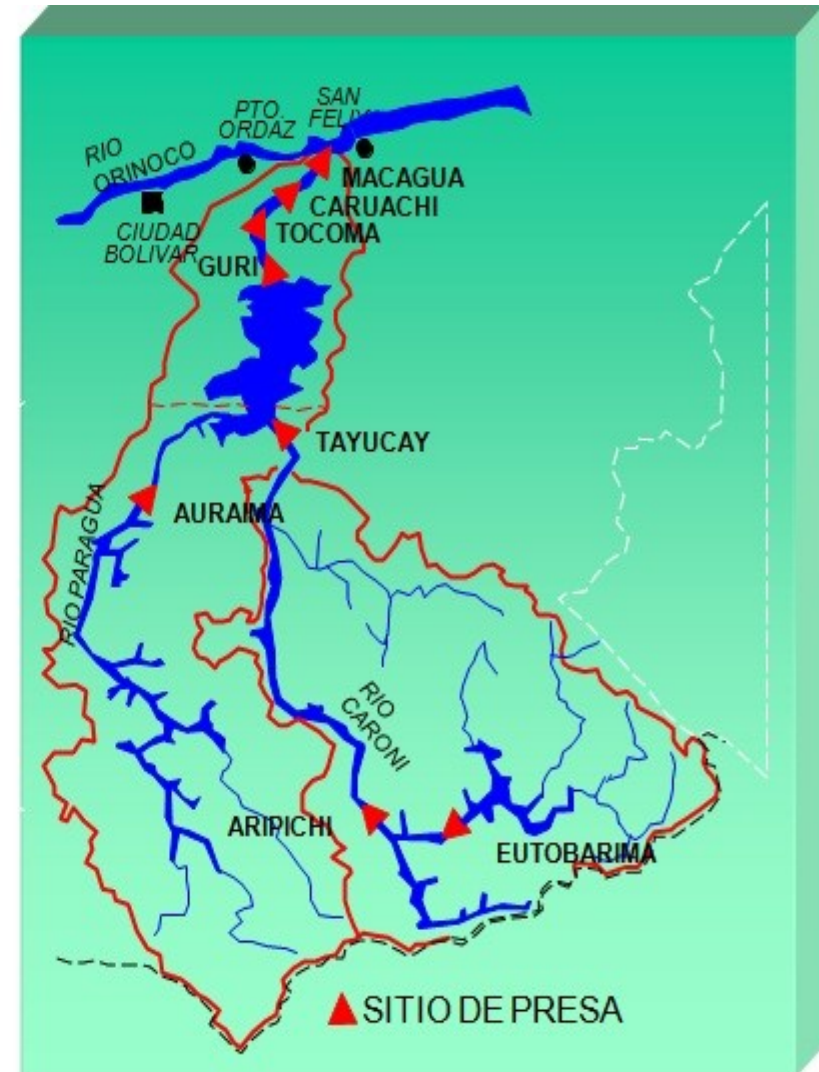 SAN
FELIX
PTO.
ORDAZ
RIO
ORINOCO
MACAGUA
CARUACHI
TOCOMA
CIUDAD
BOLIVAR
GURI
TAYUCAY
AURAIMA
RIO PARAGUA
RIO
CARONI
ARIPICHI
EUTOBARIMA
SITIO DE PRESA